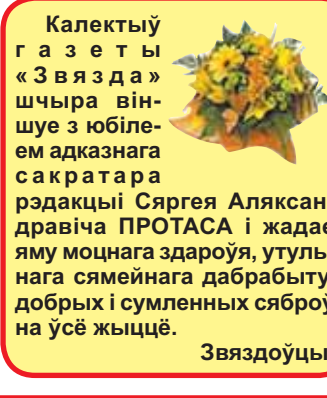 Калектыў
газеты
«Звязда»
шчыра він-
шуе з юбіле-
ем адказнага
сакратара
рэдакцыі Сяргея Аляксан-
дравіча ПРОТАСА і жадае
яму моцнага здароўя, утуль-
нага сямейнага дабрабыту,
добрых і сумленных сяброў
на ўсё жыццё.
Звяздоўцы